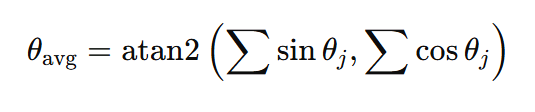 θ_avg = atan2 (∑ sin θ_j, ∑ cos θ_j)